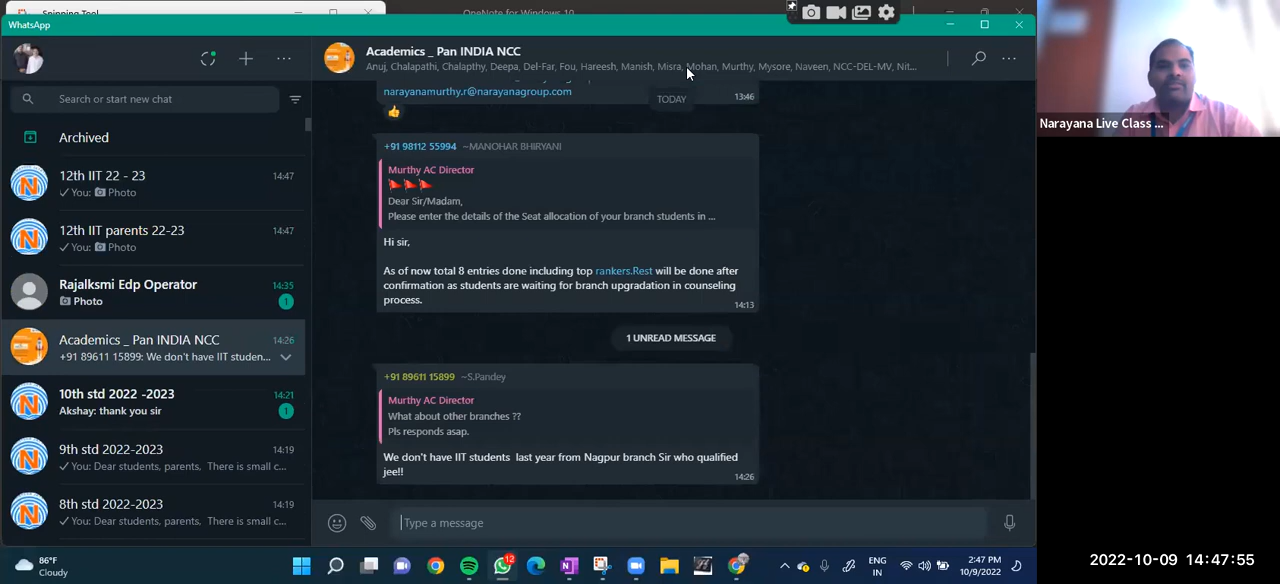 Snipping Tool
OneNote for Windows 10
WhatsApp
Search or start new chat
Archived
12th IIT 22 - 23
14:47
You: Photo
12th IIT parents 22-23
14:47
You: Photo
Rajalksmi Edp Operator
14:35
Photo
1
Academics _ Pan INDIA NCC
14:26
+91 89611 15899: We don't have IIT studen...
10th std 2022 -2023
14:21
Akshay: thank you sir
1
9th std 2022-2023
14:19
You: Dear students, parents, There is small c...
8th std 2022-2023
14:19
You: Dear students, parents, There is small c...
Academics _ Pan INDIA NCC
Anuj, Chalapathi, Chalapthy, Deepa, Del-Far, Fou, Hareesh, Manish, Misra, Mohan, Murthy, Mysore, Naveen, NCC-DEL-MV, Nit...
narayanamurthy.r@narayanagroup.com
13:46
TODAY
+91 98112 55994 ~MANOHAR BHIRYANI
Murthy AC Director
🚩🚩🚩
Dear Sir/Madam,
Please enter the details of the Seat allocation of your branch students in ...
Hi sir,
As of now total 8 entries done including top rankers.Rest will be done after
confirmation as students are waiting for branch upgradation in counseling
process.
14:13
1 UNREAD MESSAGE
+91 89611 15899 ~S.Pandey
Murthy AC Director
What about other branches ??
Pls responds asap.
We don't have IIT students last year from Nagpur branch Sir who qualified
jee!!
14:26
Type a message
Narayana Live Class ...
86°F
Cloudy
12
ENG
IN
2:47 PM
10/9/2022
2022-10-09 14:47:55